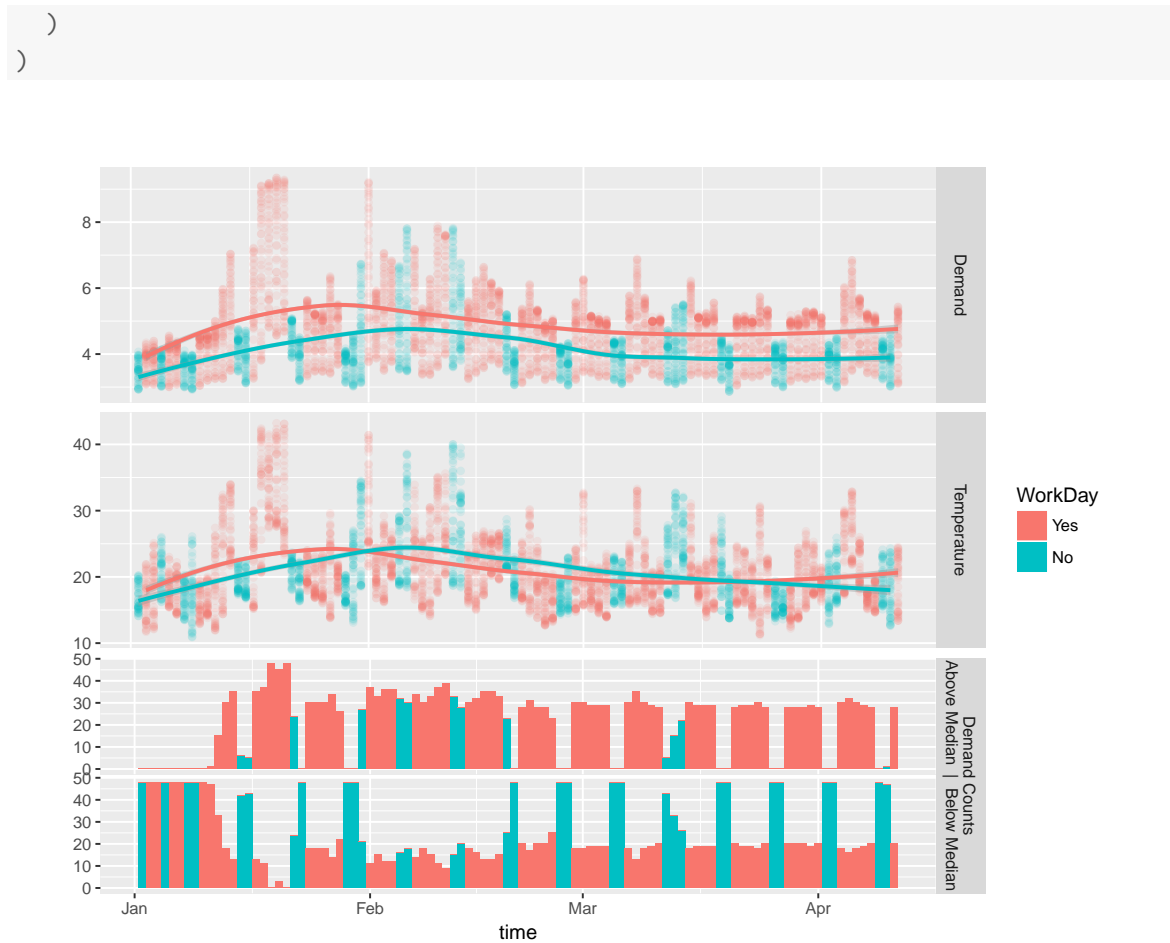 )
)
8
6
4
Demand
40
30
20
10
Temperature
WorkDay
Yes
No
50
40
30
20
10
0
50
40
30
20
10
0
Demand Counts
Above Median | Below Median
Jan Feb Mar Apr
time